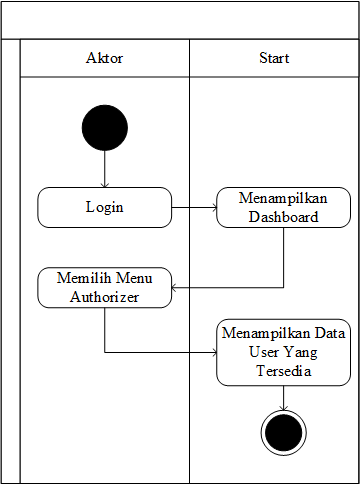 Aktor
Start
Login
Menampilkan
Dashboard
Memilih Menu
Authorizer
Menampilkan Data
User Yang
Tersedia